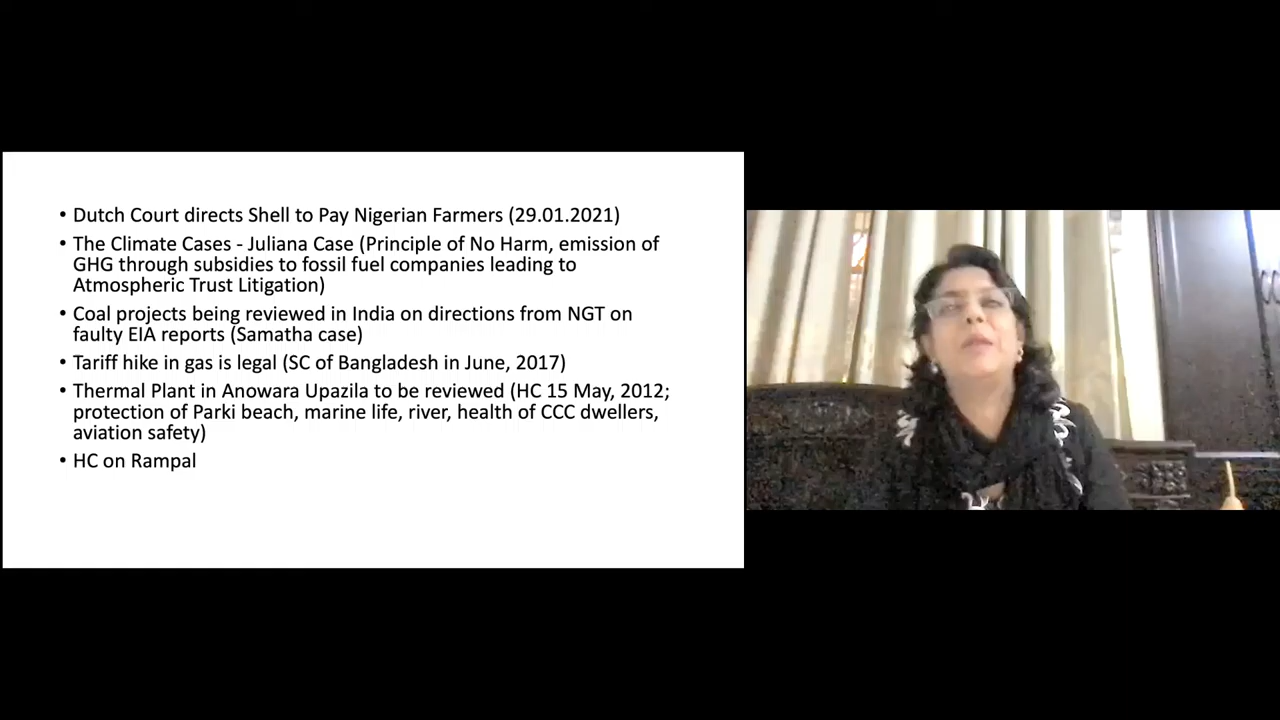 • Dutch Court directs Shell to Pay Nigerian Farmers (29.01.2021)
• The Climate Cases - Juliana Case (Principle of No Harm, emission of
GHG through subsidies to fossil fuel companies leading to
Atmospheric Trust Litigation)
• Coal projects being reviewed in India on directions from NGT on
faulty EIA reports (Samatha case)
• Tariff hike in gas is legal (SC of Bangladesh in June, 2017)
• Thermal Plant in Anowara Upazila to be reviewed (HC 15 May, 2012;
protection of Parki beach, marine life, river, health of CCC dwellers,
aviation safety)
• HC on Rampal